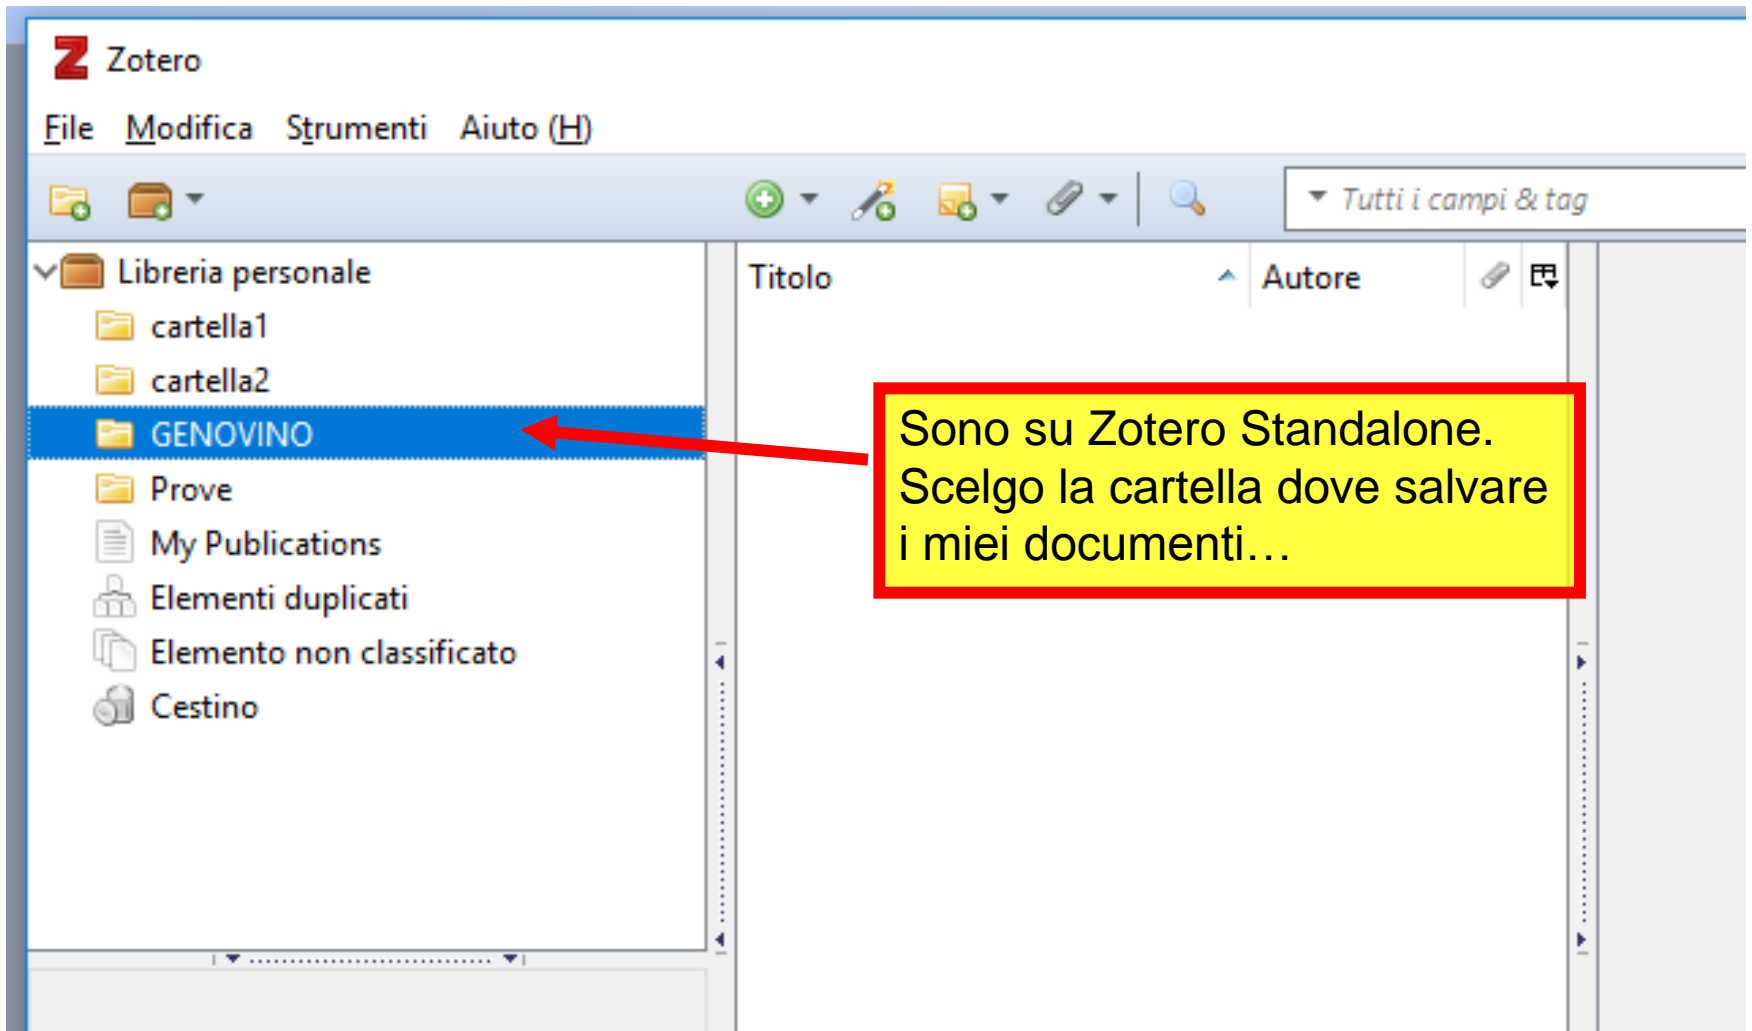 Zotero
File Modifica Strumenti Aiuto (H)
Tutti i campi & tag
Libreria personale
cartella1
cartella2
GENOVINO
Prove
My Publications
Elementi duplicati
Elemento non classificato
Cestino
Titolo Autore
Sono su Zotero Standalone.
Scelgo la cartella dove salvare
i miei documenti…